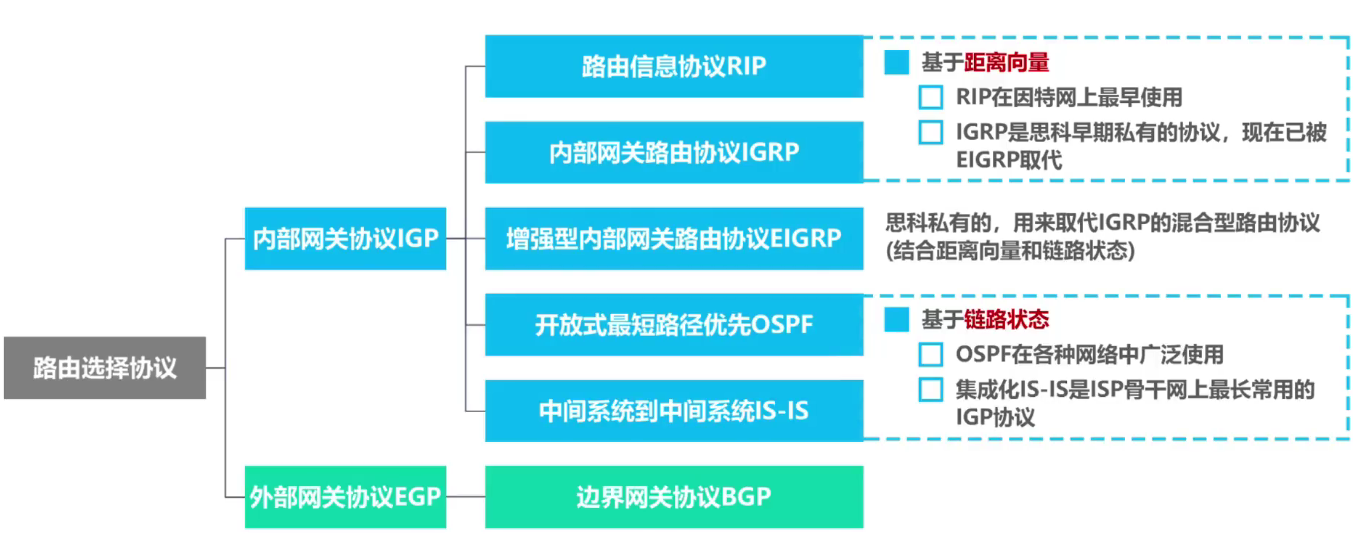 路由信息协议RIP
基于距离向量
RIP在因特网上最早使用
内部网关路由协议IGRP
IGRP是思科早期私有的协议，现在已被
EIGRP取代
内部网关协议IGP
增强型内部网关路由协议EIGRP
思科私有的，用来取代IGRP的混合型路由协议
(结合距离向量和链路状态)
开放式最短路径优先OSPF
基于链路状态
OSPF在各种网络中广泛使用
路由选择协议
中间系统到中间系统IS-IS
集成化IS-IS是ISP骨干网上最长常用的
IGP协议
外部网关协议EGP
边界网关协议BGP